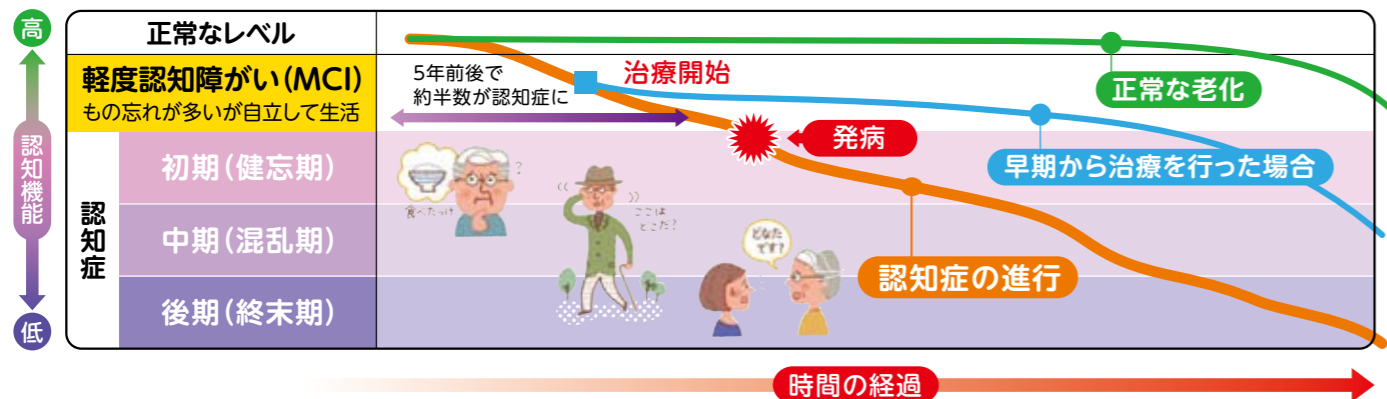 高
認知機能
低
正常なレベル
軽度認知障がい(MCI)
もの忘れが多いが自立して生活
認知症
初期(健忘期)
中期(混乱期)
後期(終末期)
5年前後で
約半数が認知症に
治療開始
発病
正常な老化
早期から治療を行った場合
認知症の進行
?
食べたっけ
ここは
どこだ?
どなた
です?
時間の経過